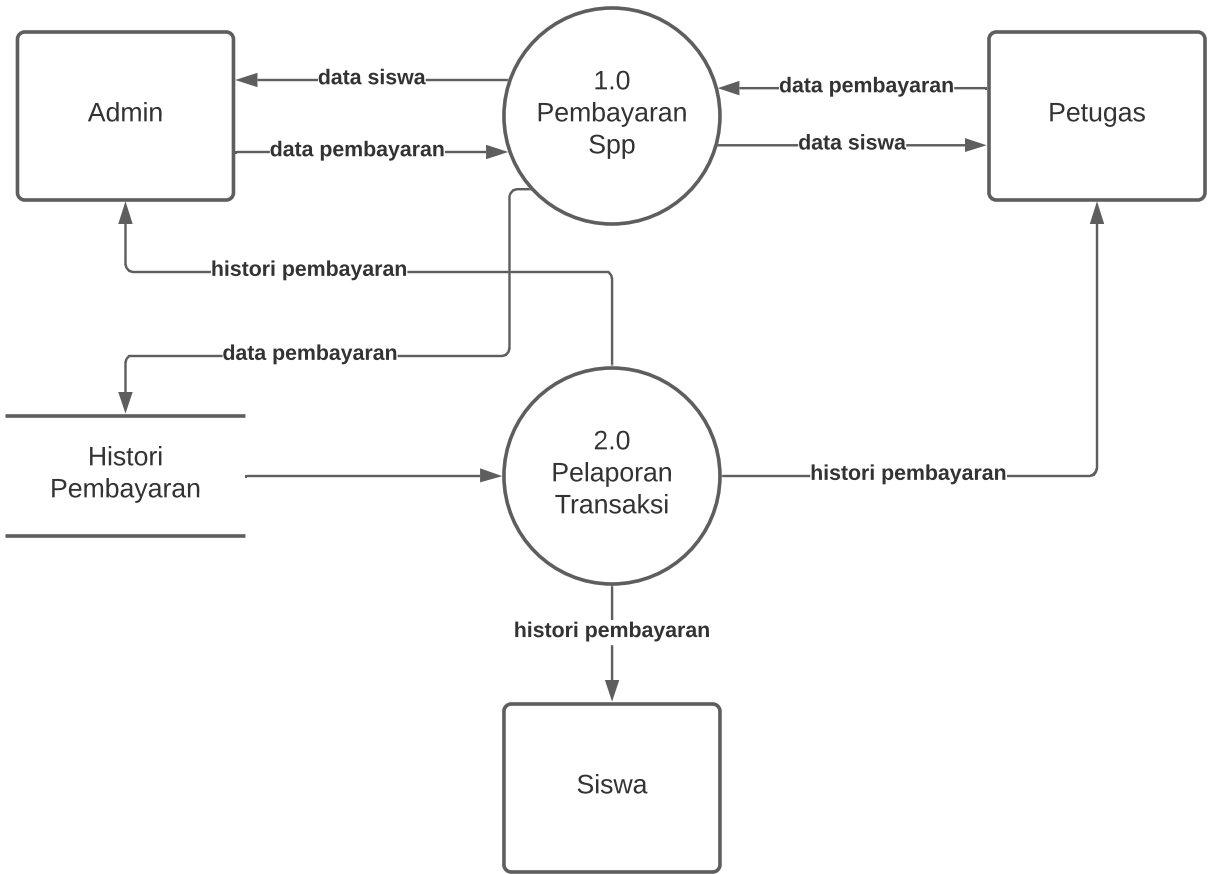 Admin
data siswa
data pembayaran
1.0
Pembayaran
Spp
data pembayaran
data siswa
Petugas
histori pembayaran
data pembayaran
Histori
Pembayaran
2.0
Pelaporan
Transaksi
histori pembayaran
histori pembayaran
Siswa